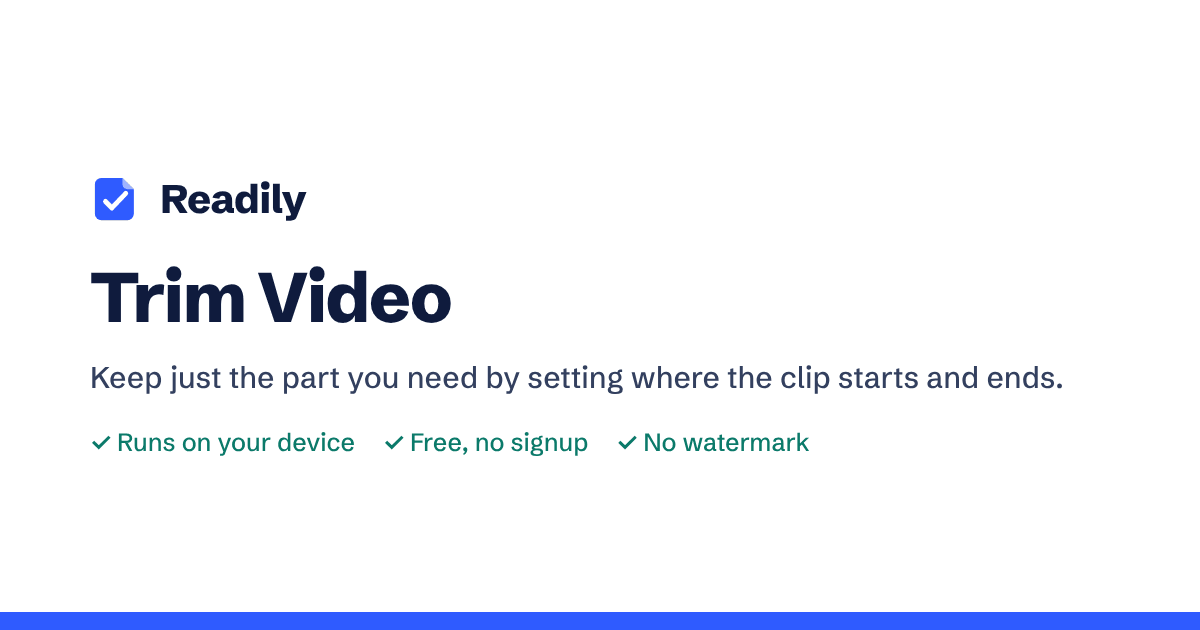 Readily
Trim Video
Keep just the part you need by setting where the clip starts and ends.
✓ Runs on your device ✓ Free, no signup ✓ No watermark